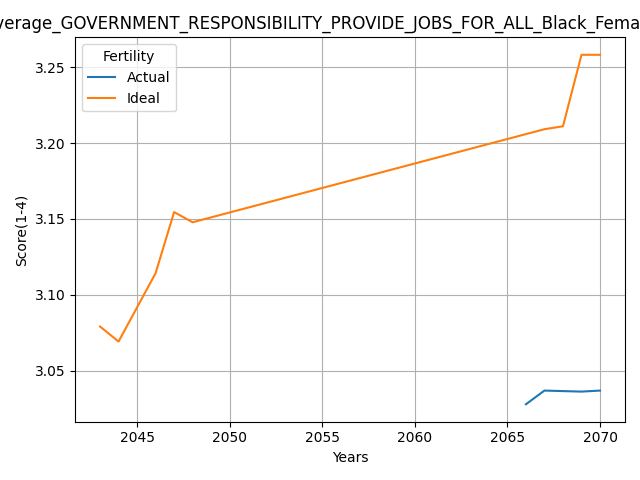 verage_GOVERNMENT_RESPONSIBILITY_PROVIDE_JOBS_FOR_ALL_Black_Fema
Fertility
Actual
Ideal
3.25
3.20
3.15
3.10
3.05
Score(1-4)
2045 2050 2055 2060 2065 2070
Years